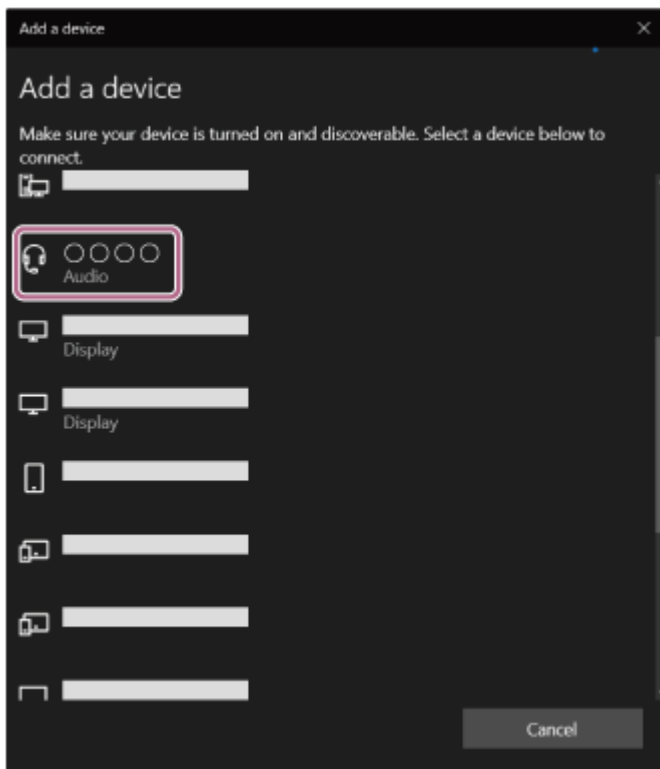 Add a device
Add a device
Make sure your device is turned on and discoverable. Select a device below to
connect.
○○○○
Audio
Display
Display
Cancel